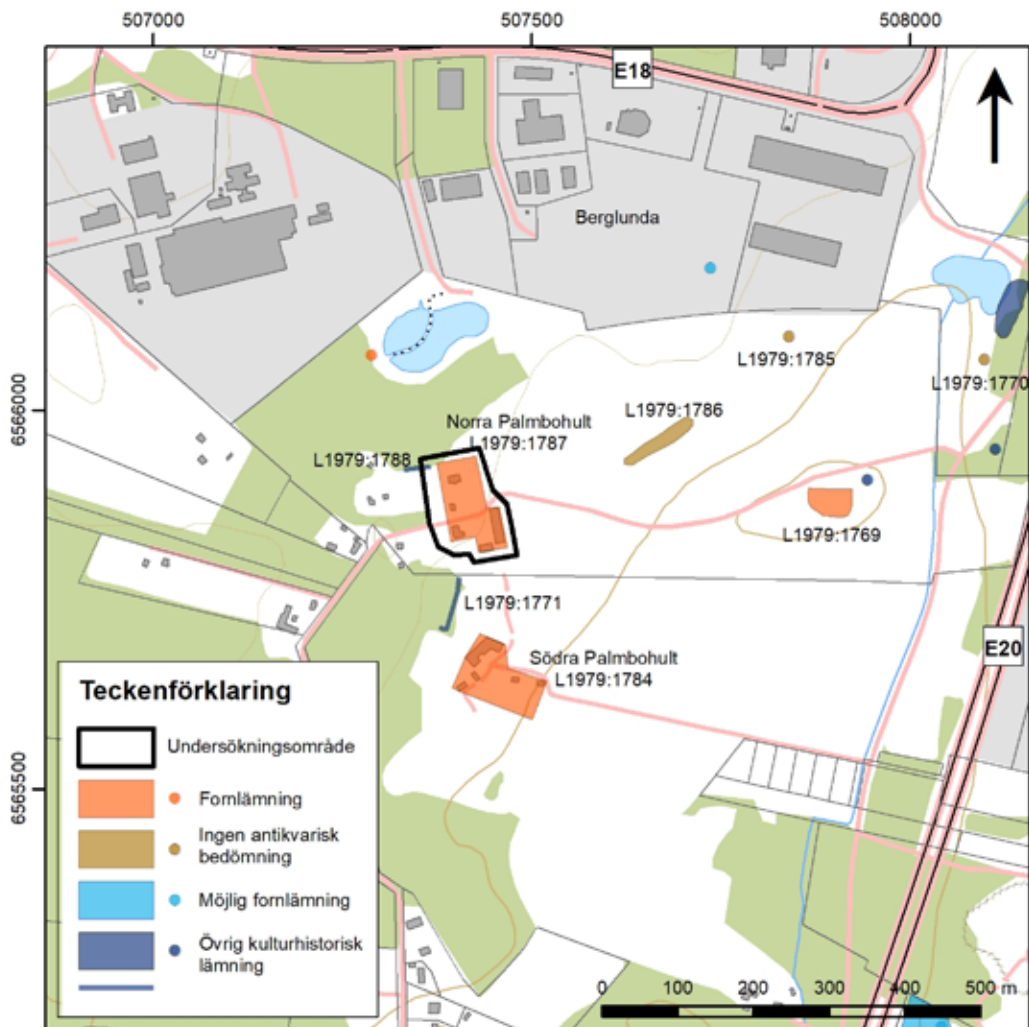 507000
507500
508000
E18
Berglunda
L1979:1785
L1979:1770
6566000
L1979:1786
Norra Palmbohult
L1979:1787
L1979:1788
L1979:1769
L1979:1771
E20
Södra Palmbohult
L1979:1784
6565500
Teckenförklaring
Undersökningsområde
Fornlämning
Ingen antikvarisk
bedömning
Möjlig fornlämning
Övrig kulturhistorisk
lämning
0 100 200 300 400 500 m